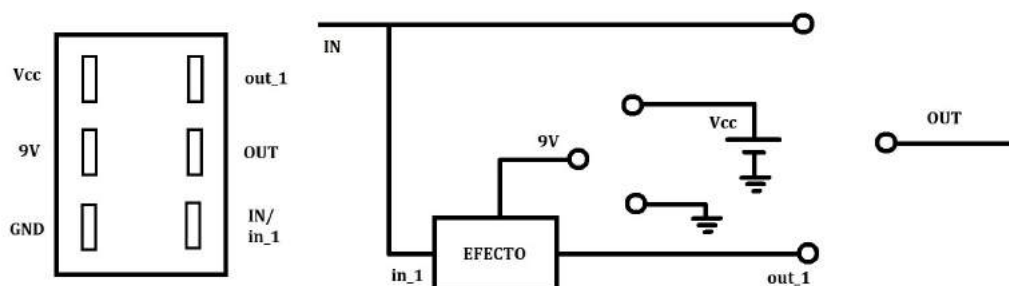 Vcc
out_1
9V
OUT
GND
IN/
in_1
IN
Vcc
9V
OUT
in_1
EFECTO
out_1